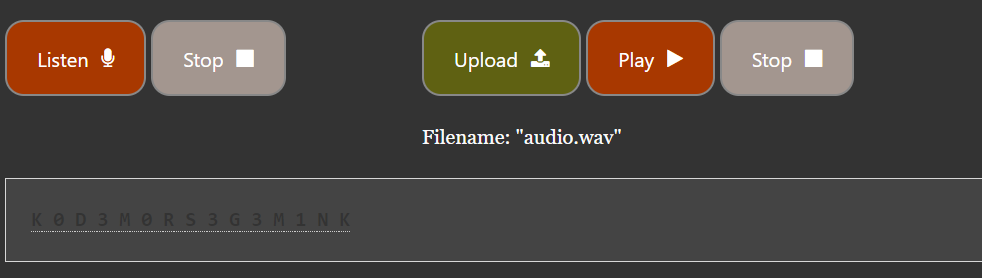 Listen Stop Upload Play Stop
Filename: "audio.wav"
K 0 D 3 M 0 R S 3 G 3 M 1 N K